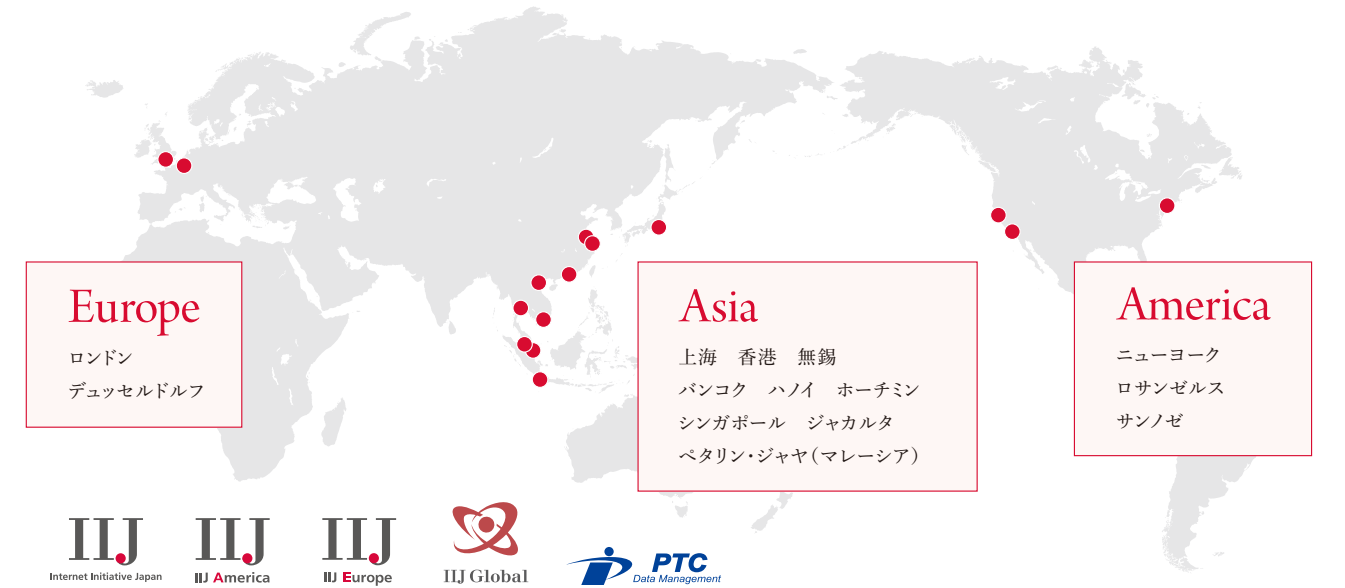 Europe
ロンドン
デュッセルドルフ
Asia
上海　香港　無錫
バンコク　ハノイ　ホーチミン
シンガポール　ジャカルタ
ペタリン・ジャヤ（マレーシア）
America
ニューヨーク
ロサンゼルス
サンノゼ
IIJ
Internet Initiative Japan
IIJ
IIJ America
IIJ
IIJ Europe
IIJ Global
PTC
Data Management